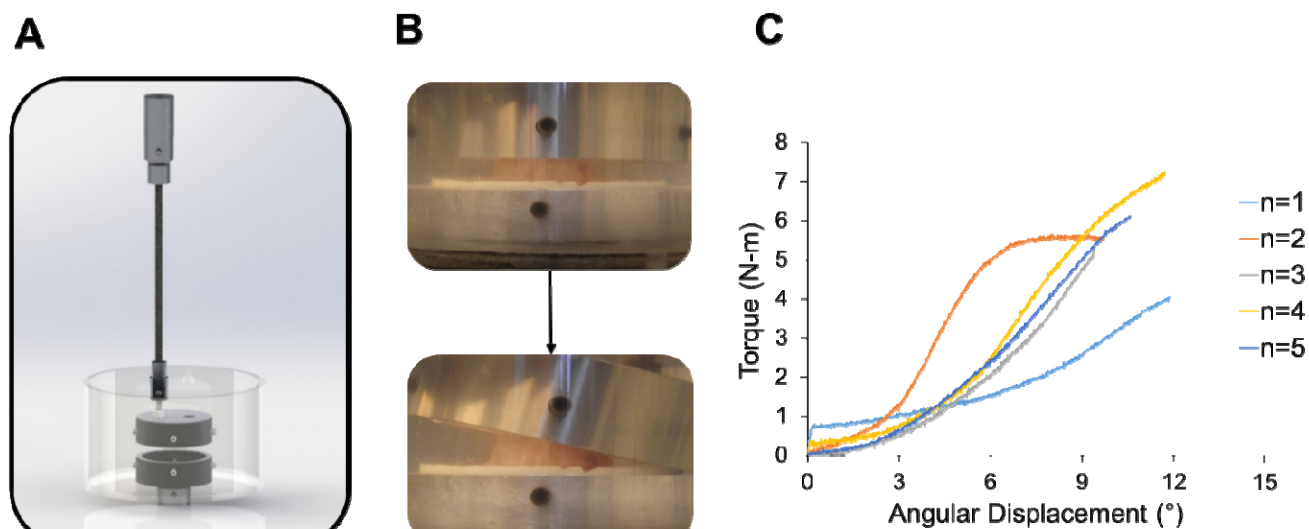 A
B
C
8
7
6
5
4
3
2
1
0
Torque (N-m)
0 3 6 9 12 15
Angular Displacement (°)
n=1
n=2
n=3
n=4
n=5